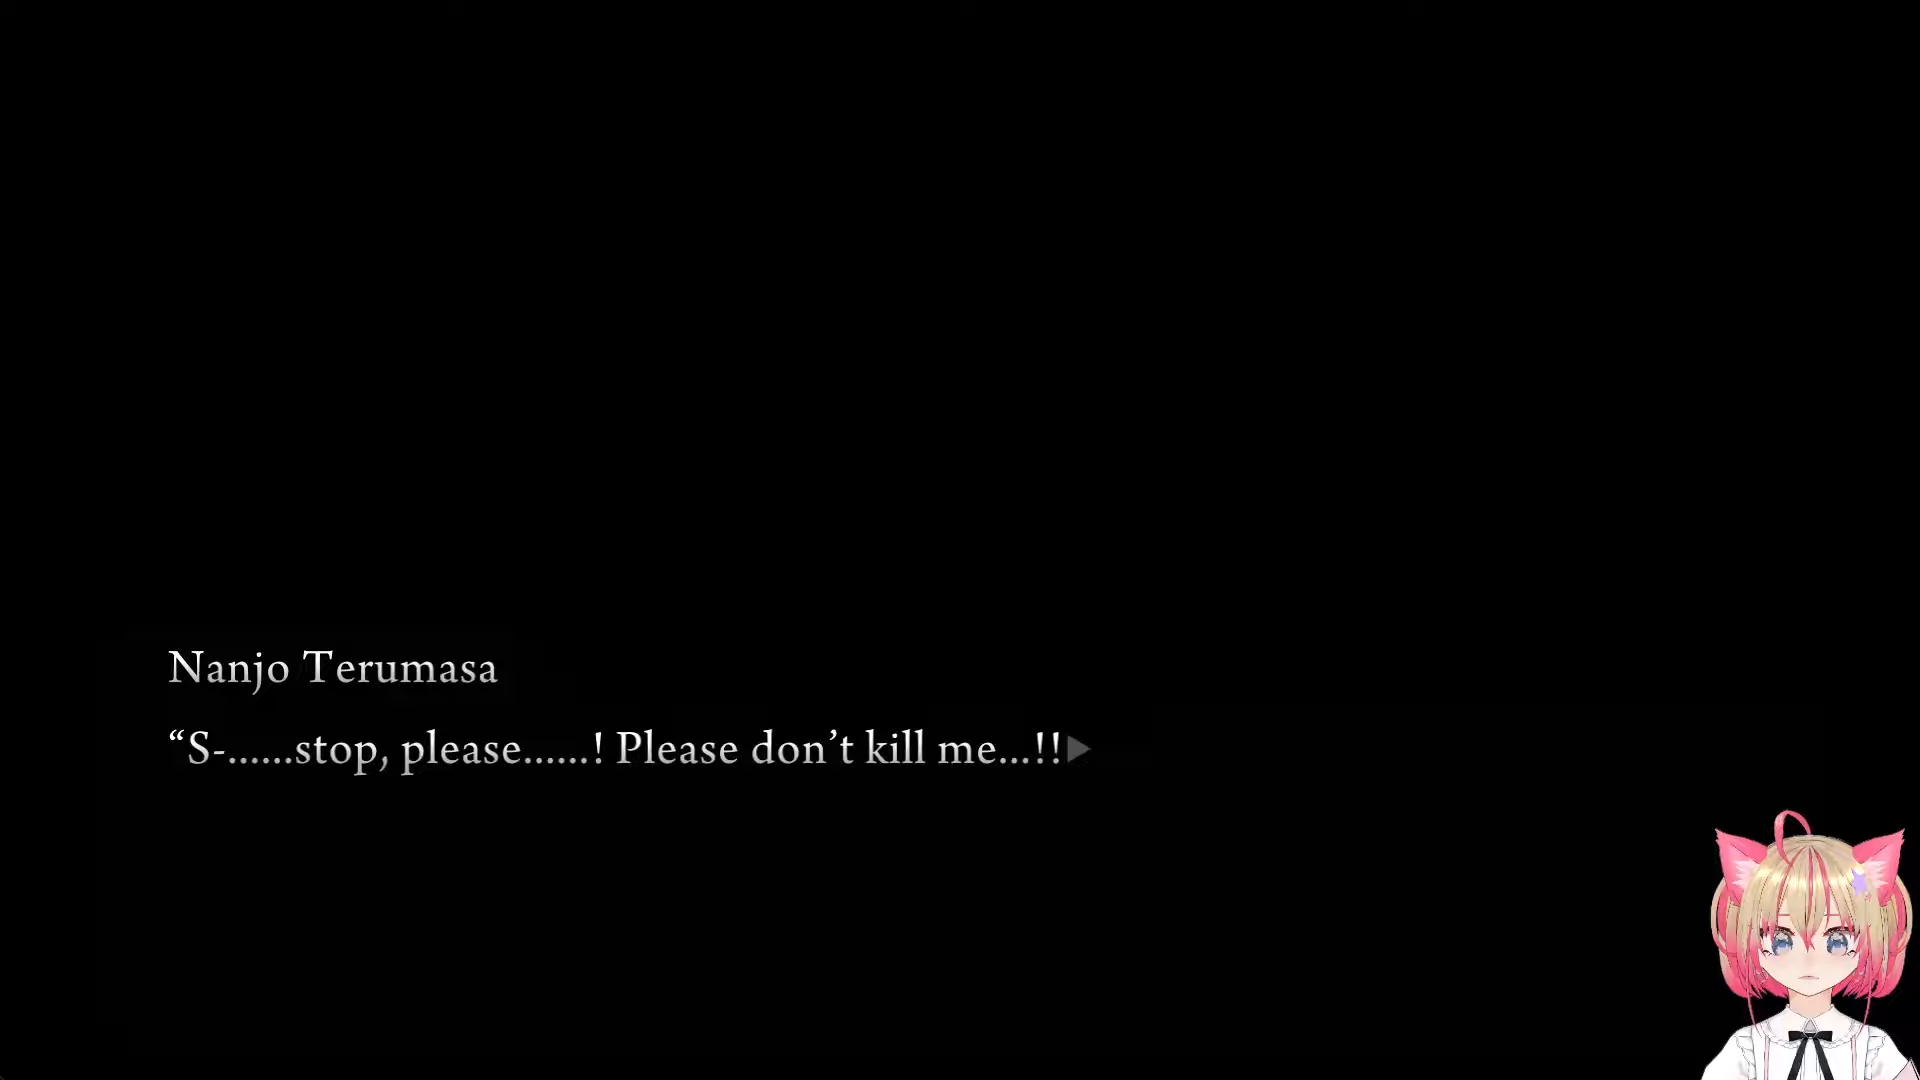 Nanjo Terumasa
“S-......stop, please......! Please don’t kill me...!!